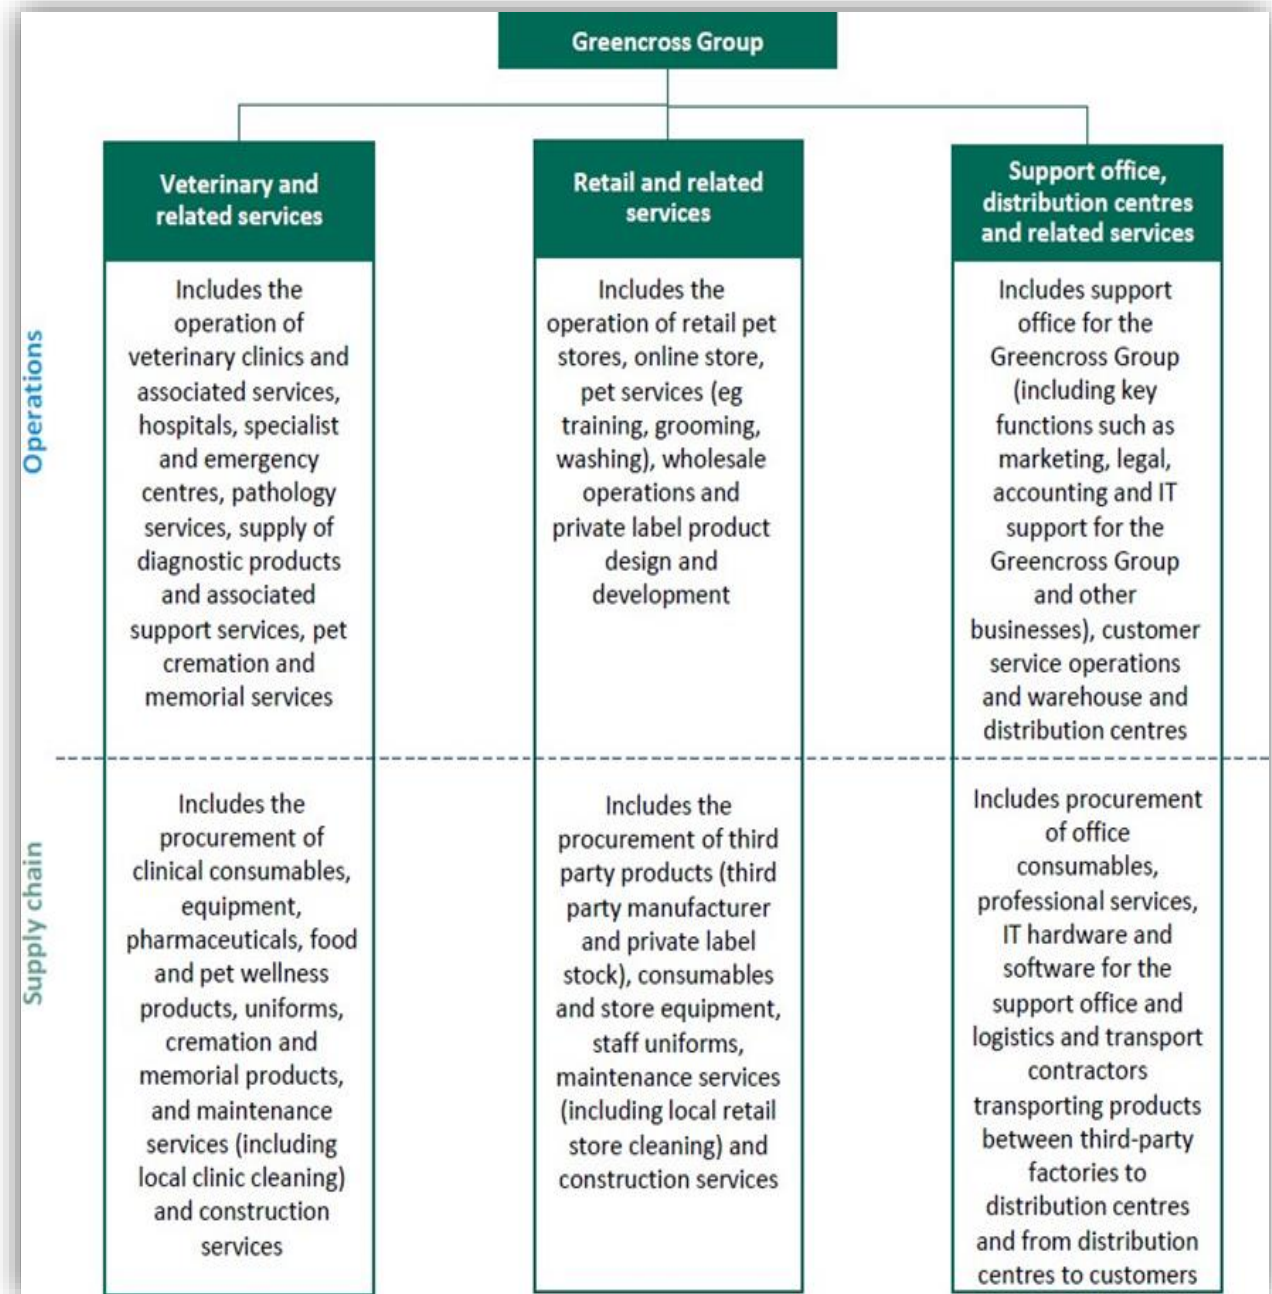 Greencross Group
Veterinary and
related services
Retail and related
services
Support office,
distribution centres
and related services
Operations
Includes the
operation of
veterinary clinics and
associated services,
hospitals, specialist
and emergency
centres, pathology
services, supply of
diagnostic products
and associated
support services, pet
cremation and
memorial services
Includes the
operation of retail pet
stores, online store,
pet services (eg
training, grooming,
washing), wholesale
operations and
private label product
design and
development
Includes support
office for the
Greencross Group
(including key
functions such as
marketing, legal,
accounting and IT
support for the
Greencross Group
and other
businesses), customer
service operations
and warehouse and
distribution centres
Supply chain
Includes the
procurement of
clinical consumables,
equipment,
pharmaceuticals, food
and pet wellness
products, uniforms,
cremation and
memorial products,
and maintenance
services (including
local clinic cleaning)
and construction
services
Includes the
procurement of third
party products (third
party manufacturer
and private label
stock), consumables
and store equipment,
staff uniforms,
maintenance services
(including local retail
store cleaning) and
construction services
Includes procurement
of office
consumables,
professional services,
IT hardware and
software for the
support office and
logistics and transport
contractors
transporting products
between third-party
factories to
distribution centres
and from distribution
centres to customers